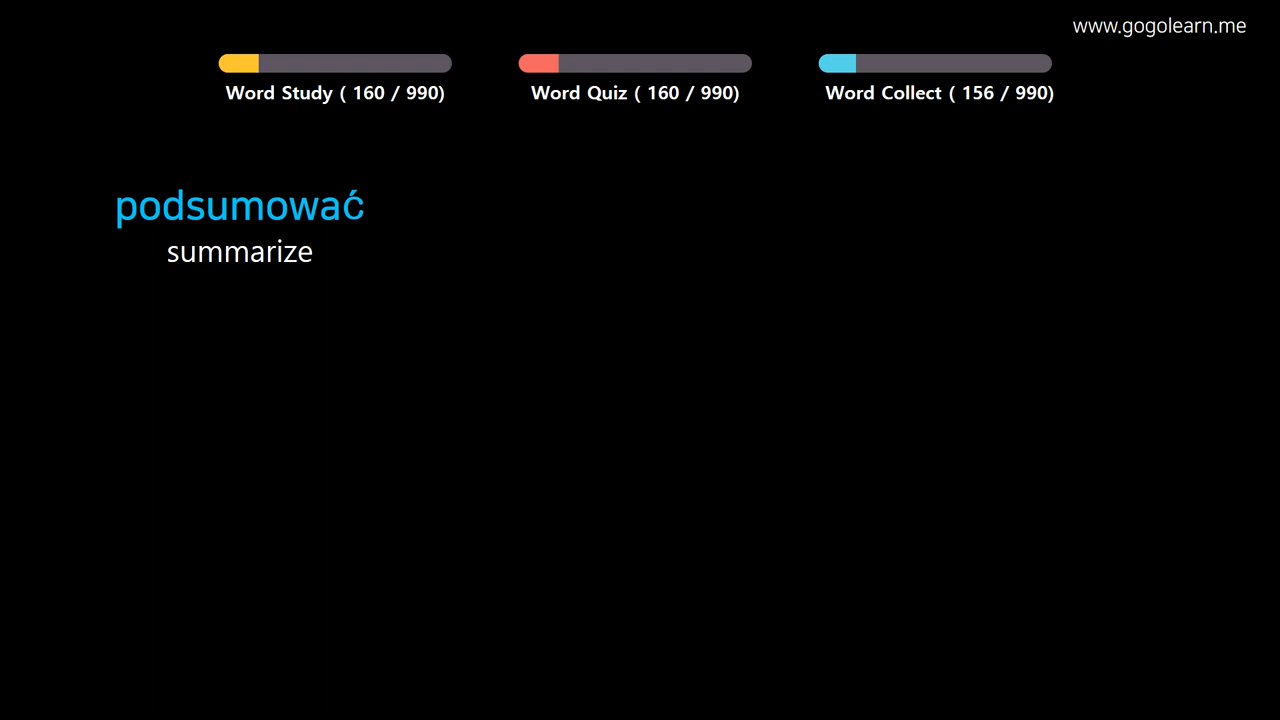 www.gogolearn.me
Word Study ( 160 / 990)
Word Quiz ( 160 / 990)
Word Collect ( 156 / 990)
podsumować
summarize